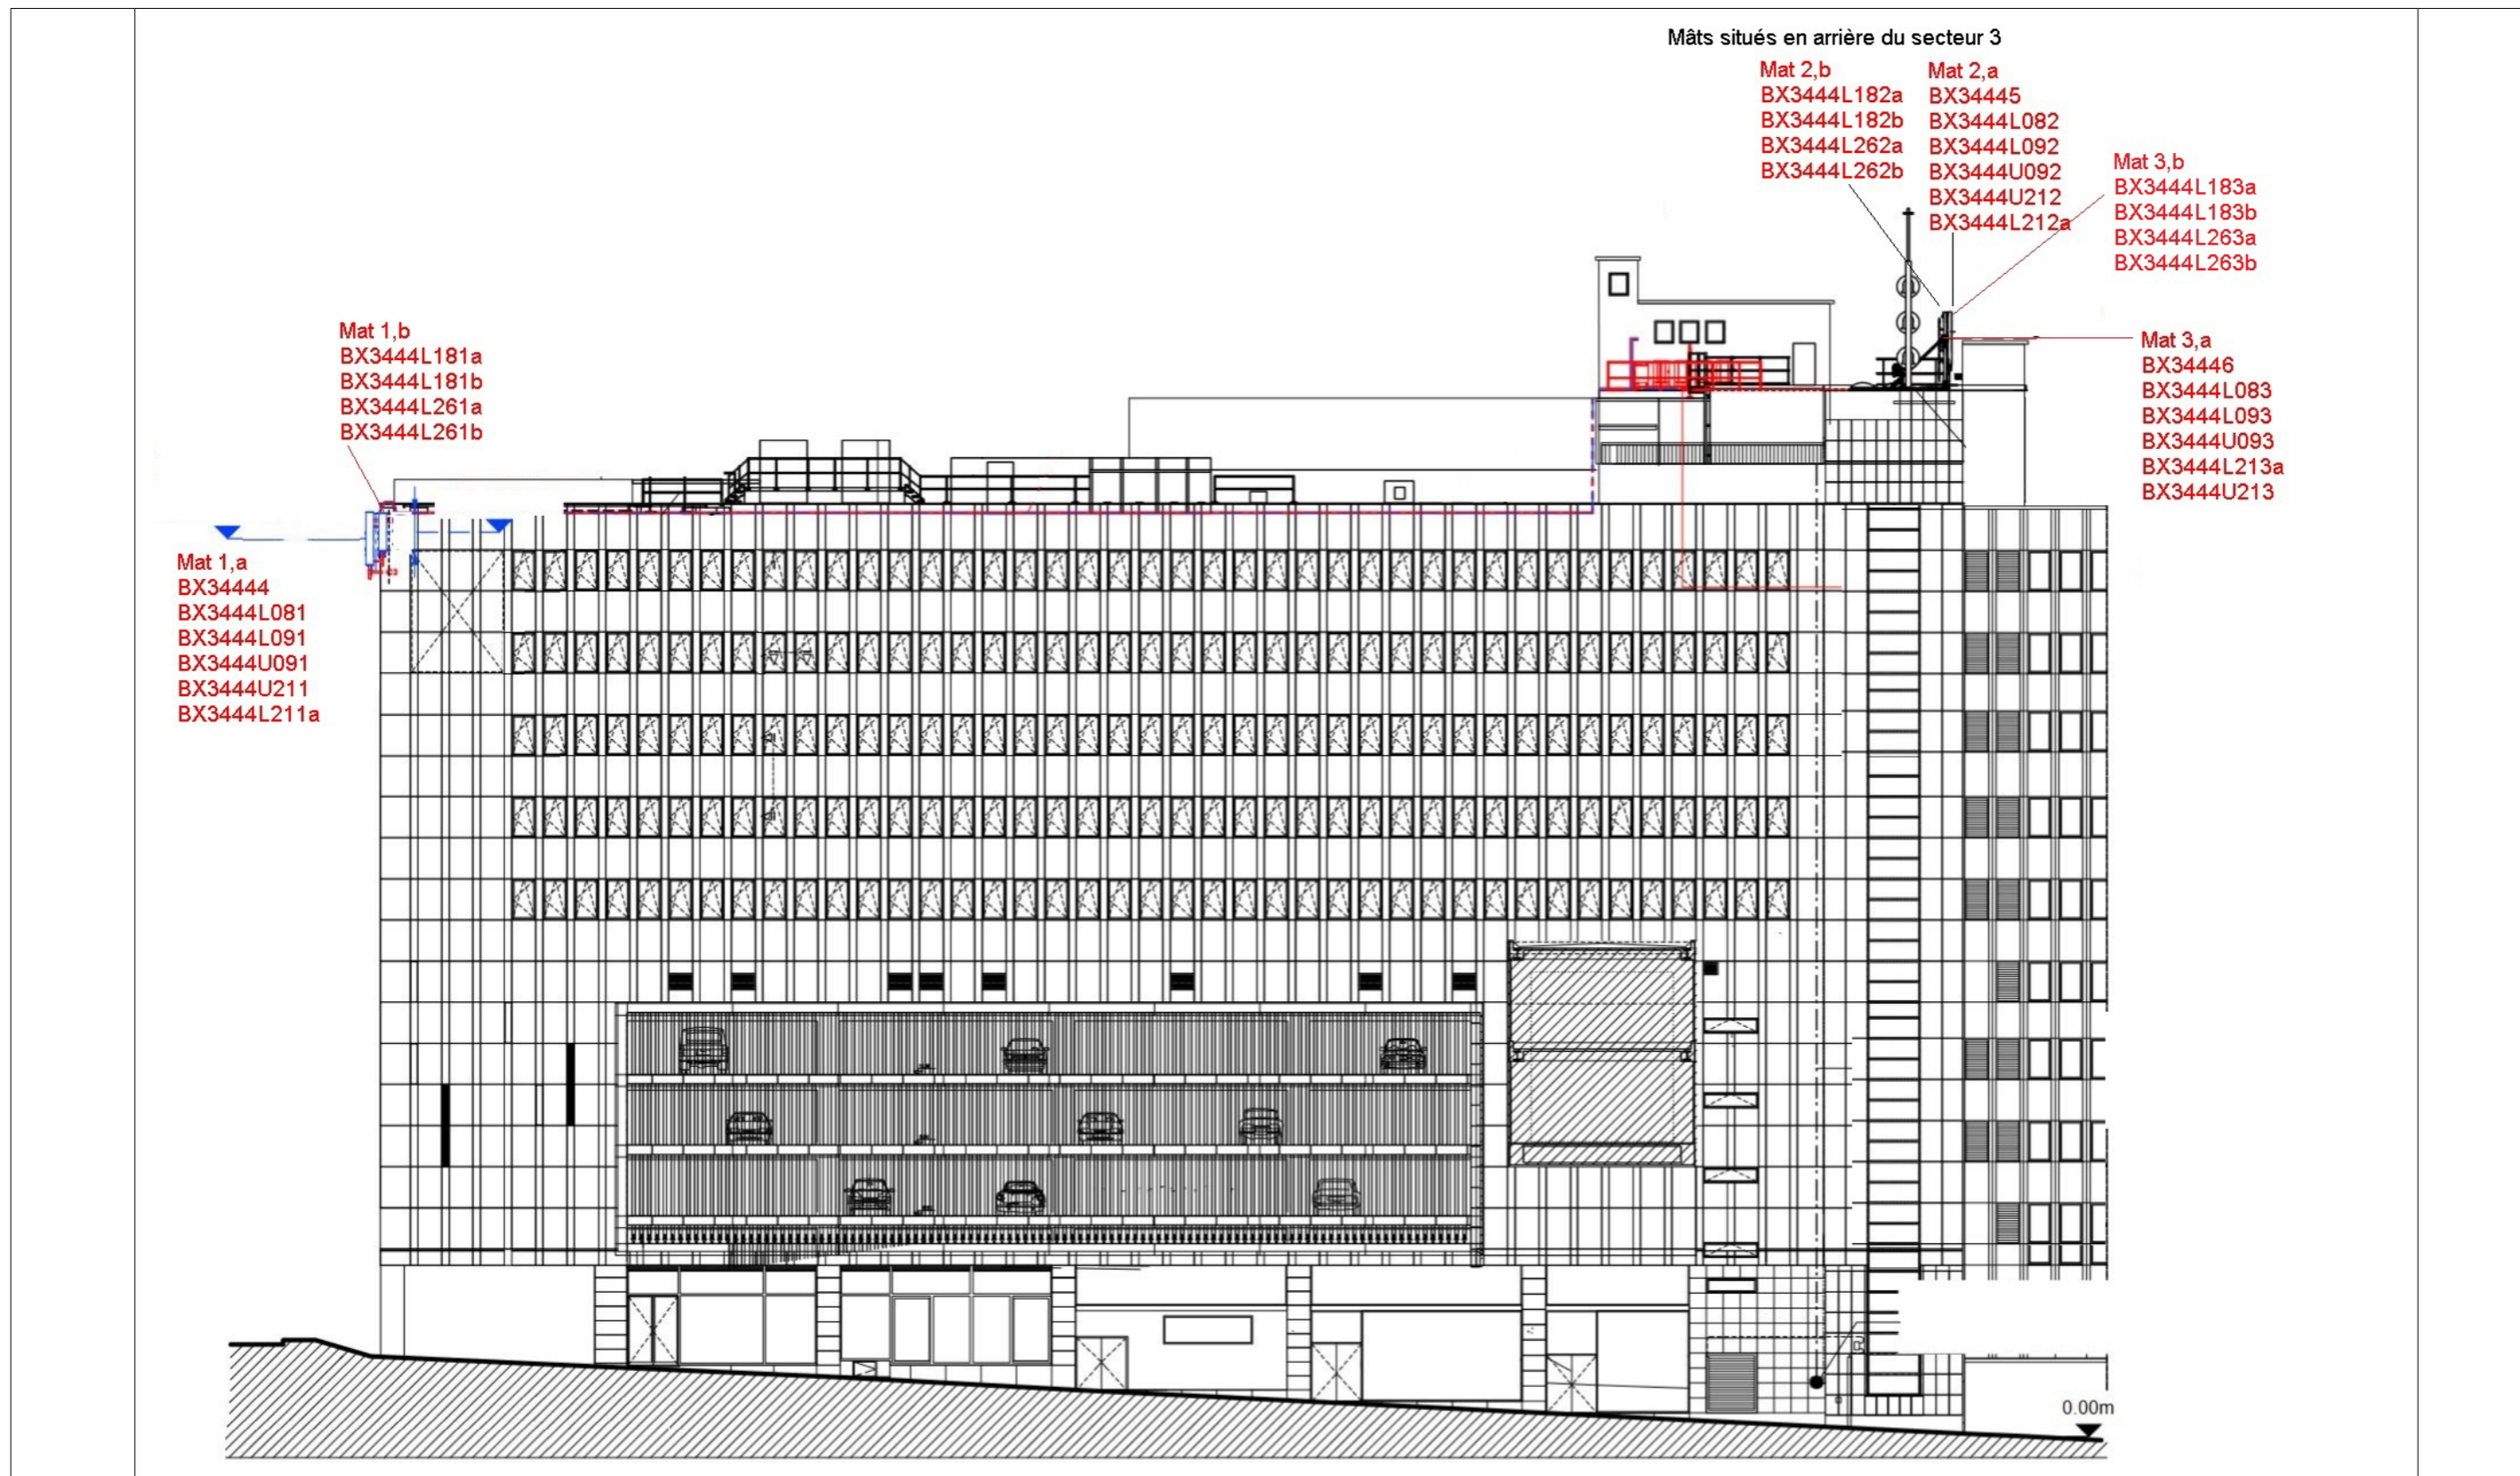 Mâts situés en arrière du secteur 3
Mat 2,b
BX3444L182a
BX3444L182b
BX3444L262a
BX3444L262b
Mat 2,a
BX34445
BX3444L082
BX3444L092
BX3444U092
BX3444U212
BX3444L212a
Mat 3,b
BX3444L183a
BX3444L183b
BX3444L263a
BX3444L263b
Mat 1,b
BX3444L181a
BX3444L181b
BX3444L261a
BX3444L261b
Mat 3,a
BX34446
BX3444L083
BX3444L093
BX3444U093
BX3444L213a
BX3444U213
Mat 1,a
BX34444
BX3444L081
BX3444L091
BX3444U091
BX3444U211
BX3444L211a
0.00m